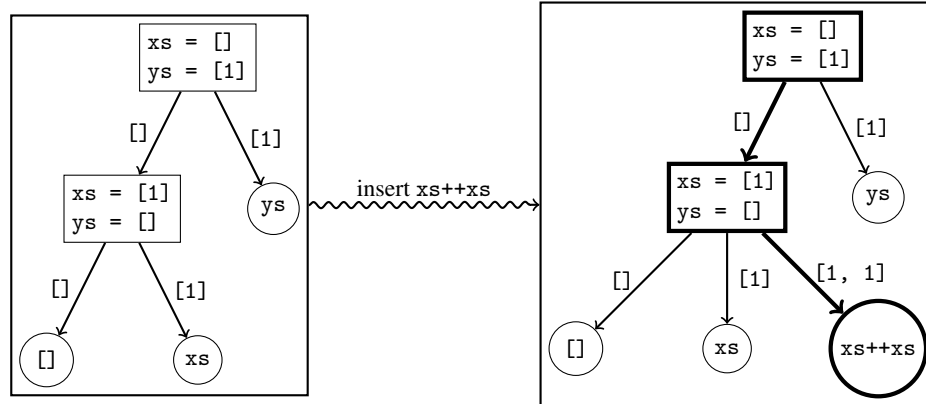 xs = []
ys = [1]
[]
[1]
xs = [1]
ys = []
ys
[]
[1]
[]
xs
insert xs++xs
xs = []
ys = [1]
[]
[1]
xs = [1]
ys = []
ys
[]
[1]
[1, 1]
[]
xs
xs++xs